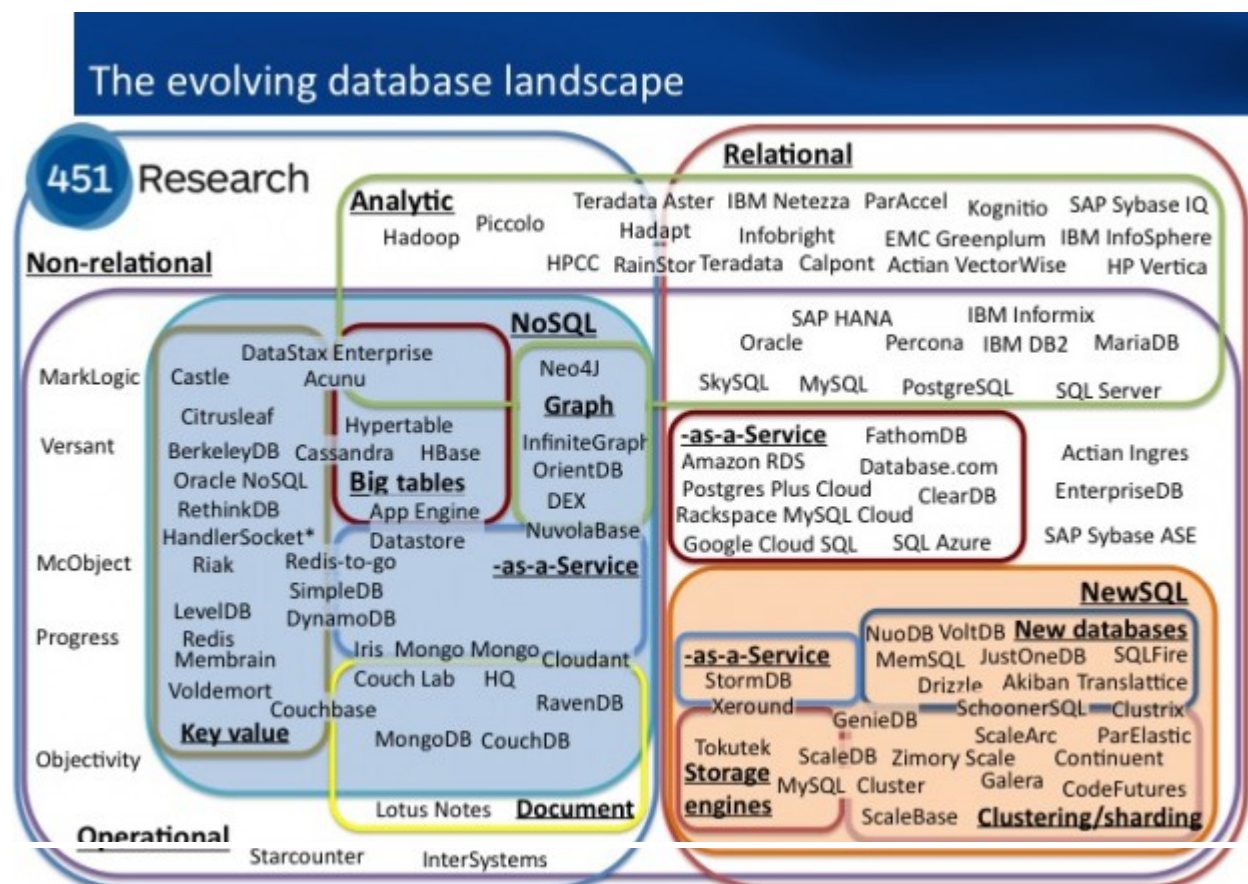 The evolving database landscape
451 Research
Relational
Analytic
Teradata Aster IBM Netezza ParAccel Kognitio SAP Sybase IQ
Hadoop Piccolo Hadapt Infobright EMC Greenplum IBM InfoSphere
Non-relational
HPCC RainStor Teradata Calpont Actian VectorWise HP Vertica
NoSQL
SAP HANA IBM Informix
Oracle Percona IBM DB2 MariaDB
SkySQL MySQL PostgreSQL SQL Server
DataStax Enterprise
MarkLogic Castle Acunu Neo4J
Graph
Citrusleaf Hypertable
Versant BerkeleyDB Cassandra HBase InfiniteGraph
Oracle NoSQL Big tables OrientDB
RethinkDB App Engine DEX
HandlerSocket* Datastore NuvolaBase
McObject Riak Redis-to-go -as-a-Service
SimpleDB
LevelDB DynamoDB
Progress Redis
Membrain Iris Mongo Mongo Cloudant
Voldemort Couch Lab HQ
Couchbase RavenDB
Key value MongoDB CouchDB
Objectivity
Lotus Notes Document
Operational
Starcounter InterSystems
-as-a-Service FathomDB
Amazon RDS Database.com
Postgres Plus Cloud ClearDB
Rackspace MySQL Cloud
Google Cloud SQL SQL Azure
Actian Ingres
EnterpriseDB
SAP Sybase ASE
NewSQL
NuoDB VoltDB New databases
-as-a-Service MemSQL JustOneDB SQLFire
StormDB Drizzle Akiban Translattice
Xeround SchoonerSQL Clustrix
GenieDB ScaleArc ParElastic
Tokutek ScaleDB Zimory Scale Continuent
Storage MySQL Cluster Galera CodeFutures
engines ScaleBase Clustering/sharding